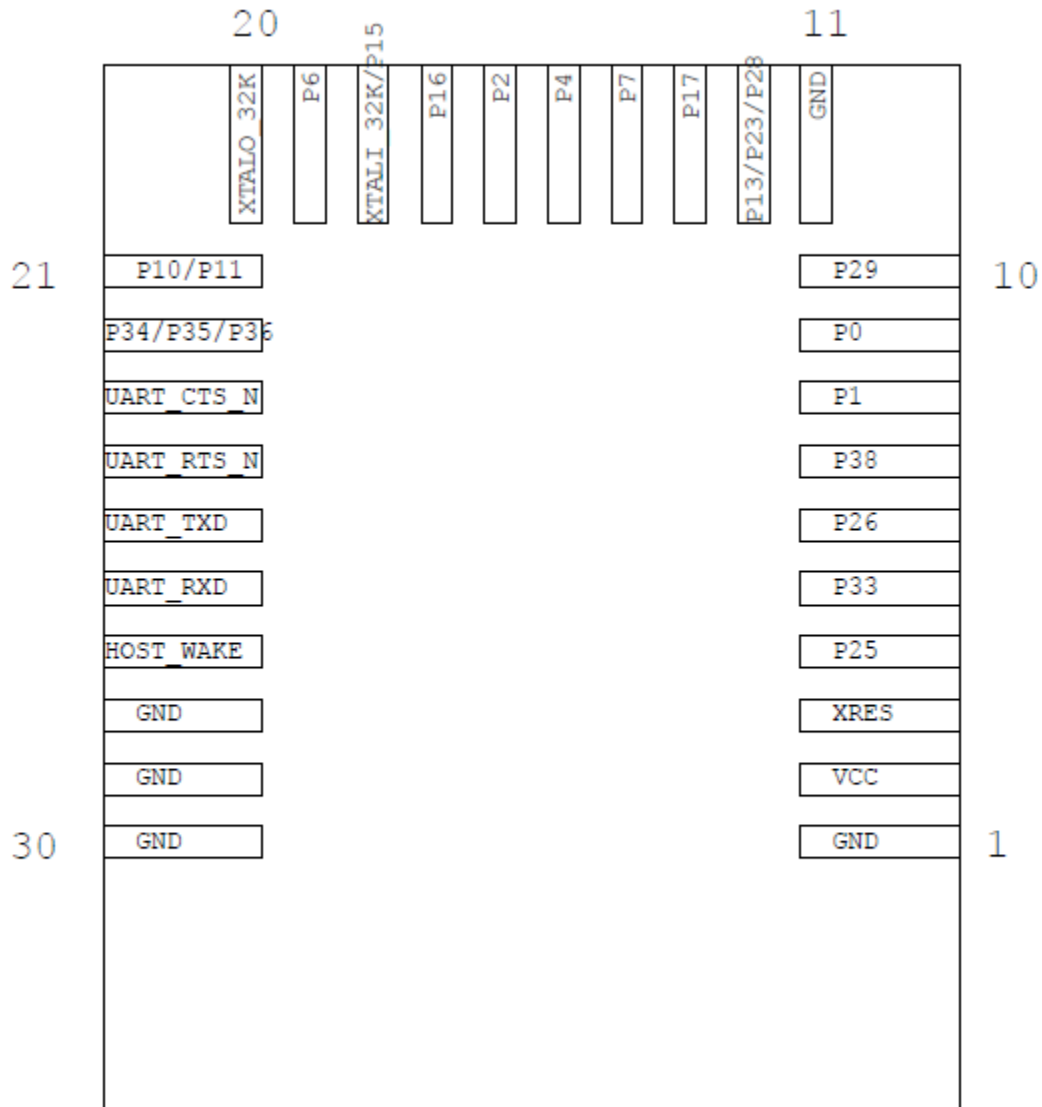 20
11
XTALO_32K
P6
XTALI 32K/P15
P16
P2
P4
P7
P17
P13/P23/P28
GND
21
P10/P11
P29
10
P34/P35/P36
P0
UART_CTS_N
P1
UART_RTS_N
P38
UART_TXD
P26
UART_RXD
P33
HOST_WAKE
P25
GND
XRES
GND
VCC
30
GND
GND
1